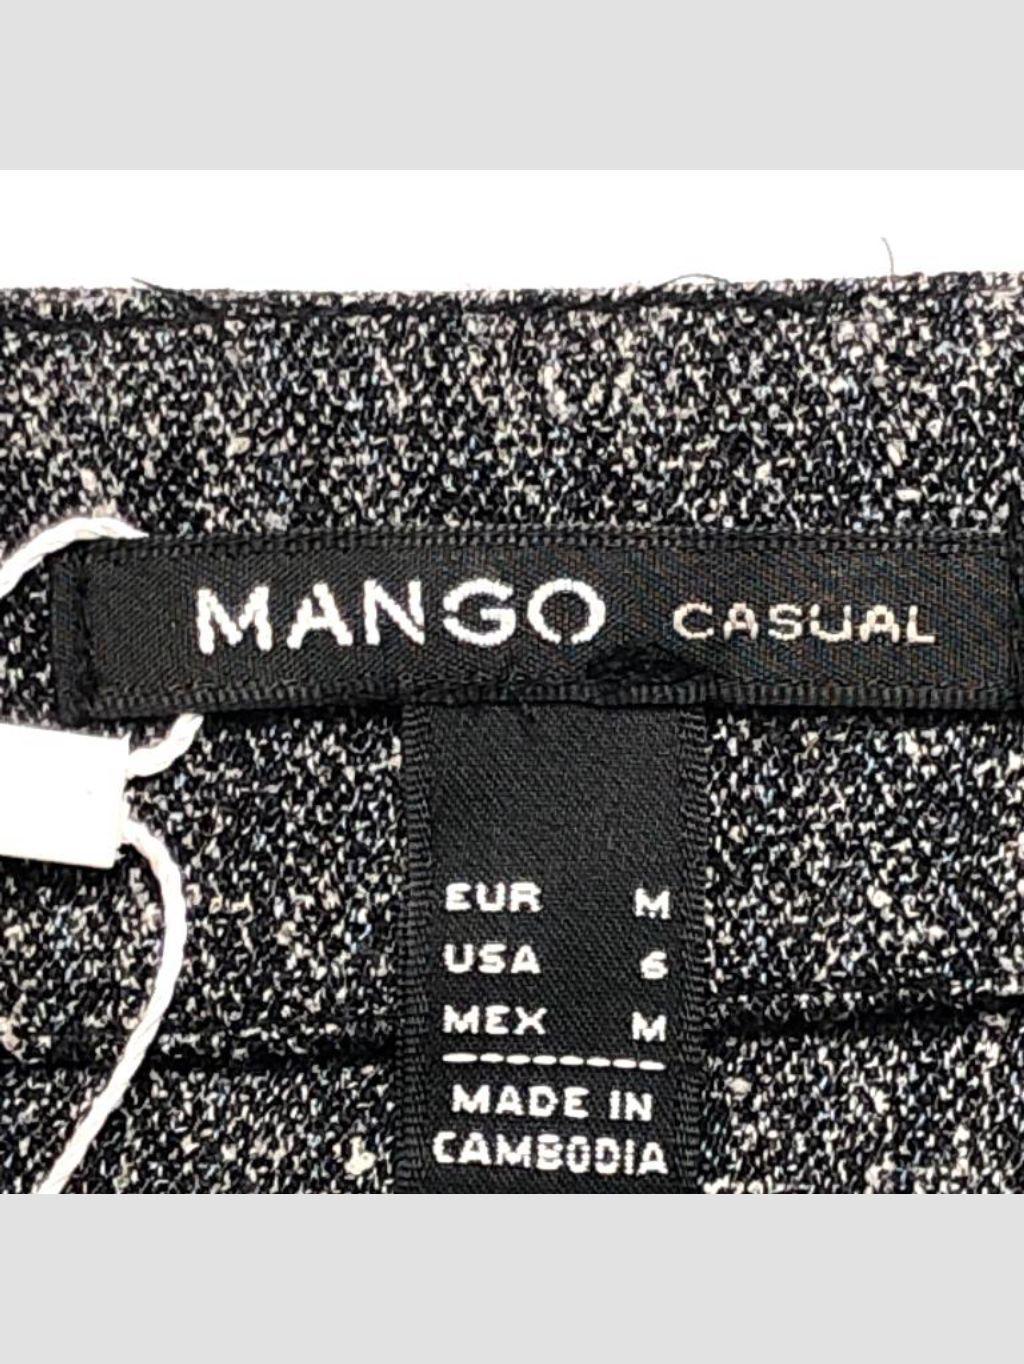 MANGO CASUAL
EUR M
USA 6
MEX M
MADE IN
CAMBODIA